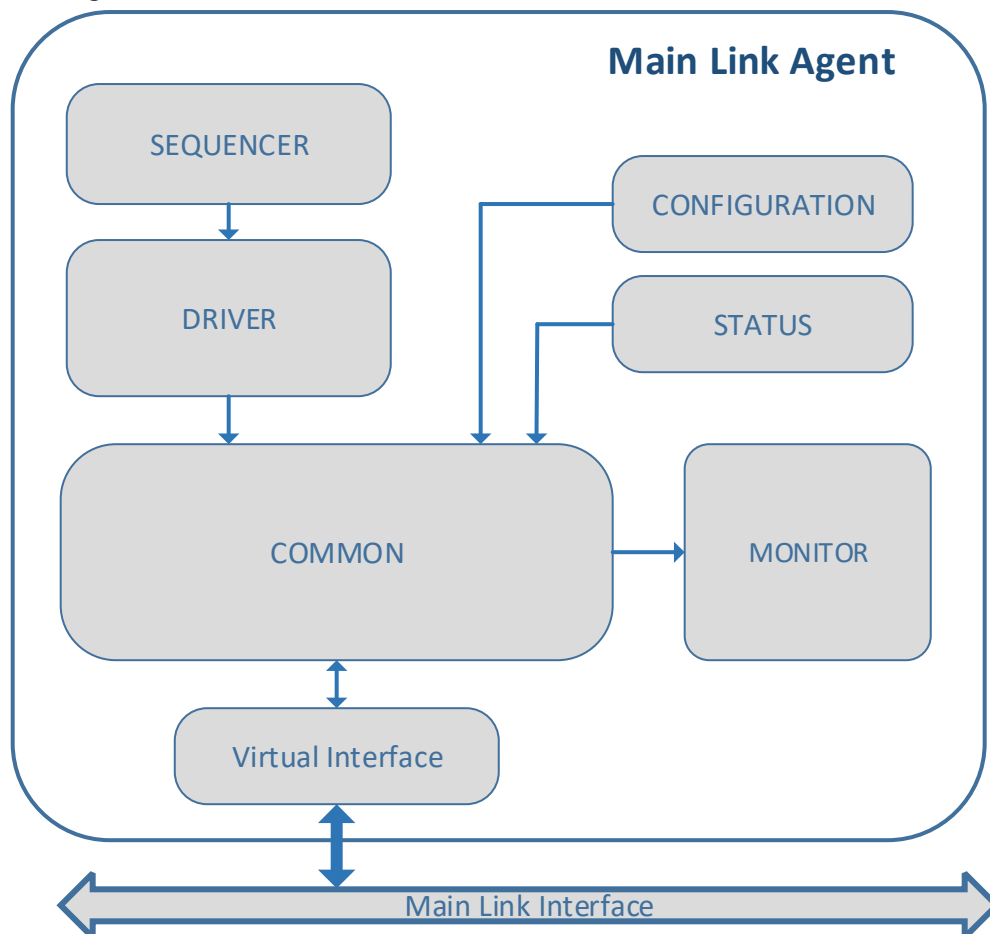 Main Link Agent
SEQUENCER
CONFIGURATION
DRIVER
STATUS
COMMON
MONITOR
Virtual Interface
Main Link Interface